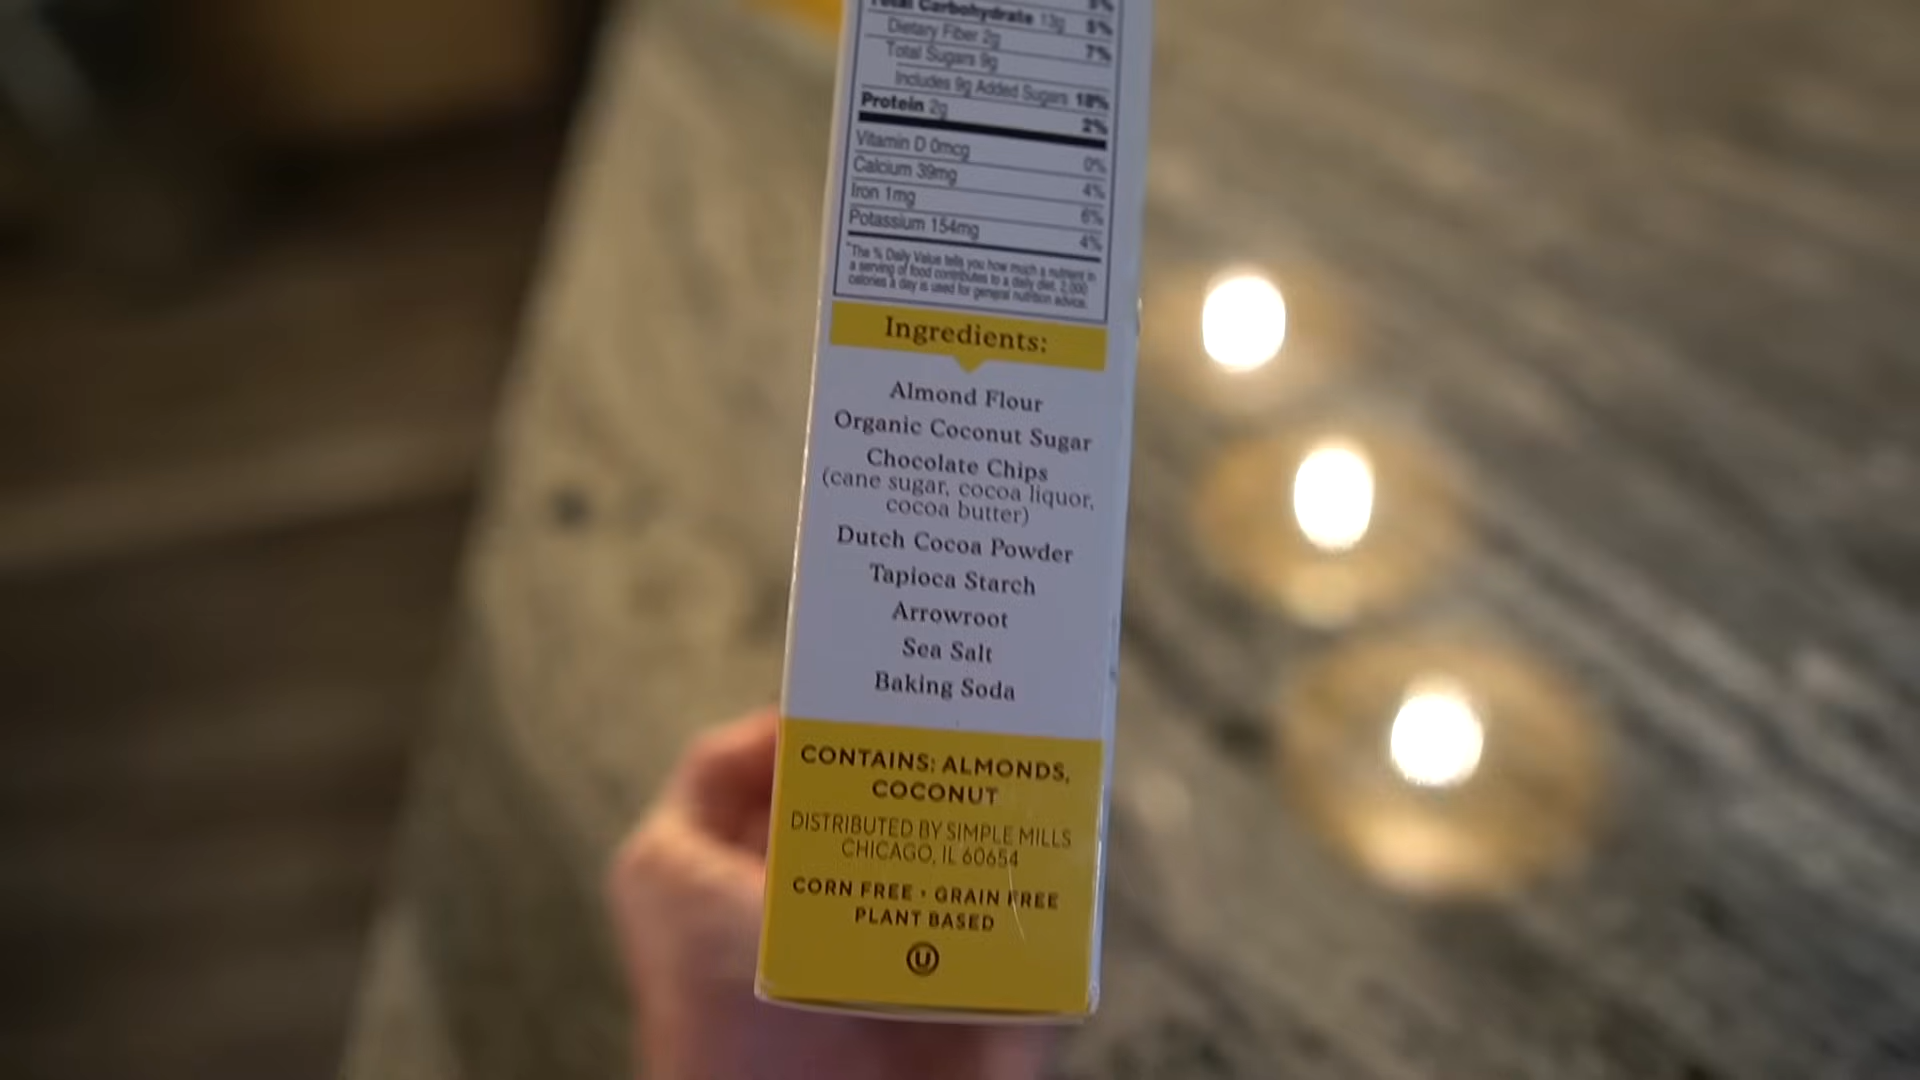 Total Carbohydrate 13g 5%
Dietary Fiber 2g 7%
Total Sugars 9g
Includes 9g Added Sugars 18%
Protein 2g 2%
Vitamin D 0mcg 0%
Calcium 39mg 4%
Iron 1mg 6%
Potassium 154mg 4%
*The % Daily Value tells you how much a nutrient in
a serving of food contributes to a daily diet. 2,000
calories a day is used for general nutrition advice.
Ingredients:
Almond Flour
Organic Coconut Sugar
Chocolate Chips
(cane sugar, cocoa liquor,
cocoa butter)
Dutch Cocoa Powder
Tapioca Starch
Arrowroot
Sea Salt
Baking Soda
CONTAINS: ALMONDS,
COCONUT
DISTRIBUTED BY SIMPLE MILLS
CHICAGO, IL 60654
CORN FREE • GRAIN FREE
PLANT BASED
U